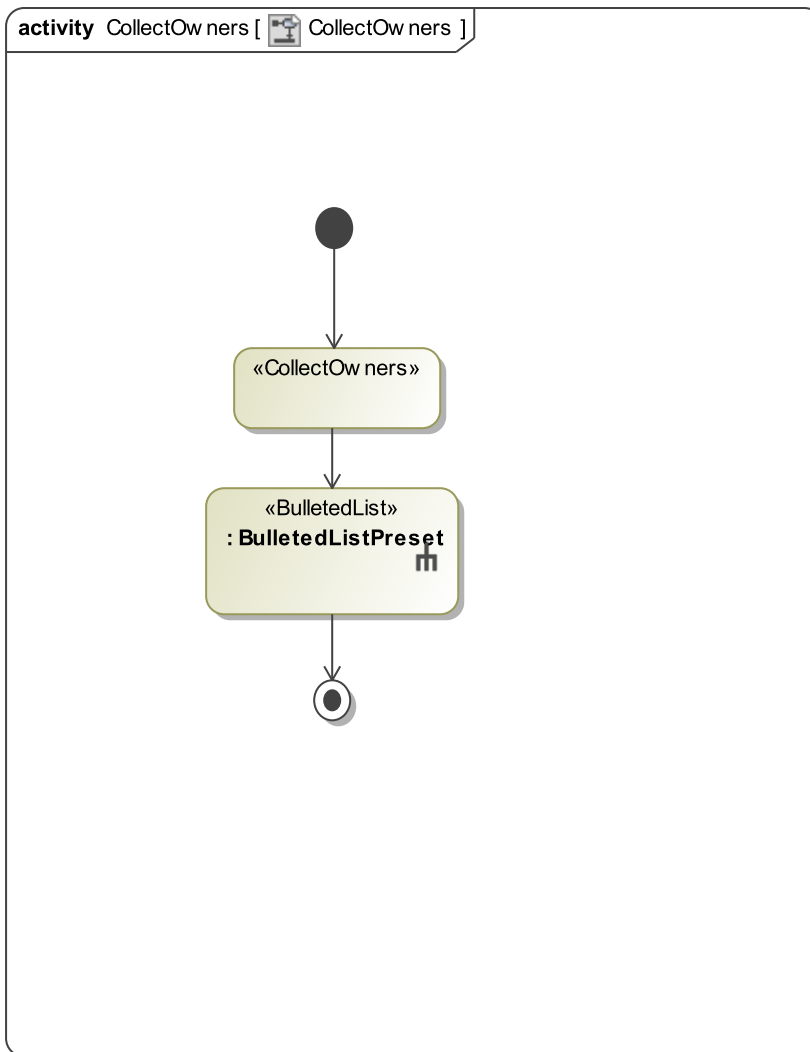 activity CollectOwners [ CollectOwners ]
«CollectOwners»
«BulletedList»
: BulletedListPreset